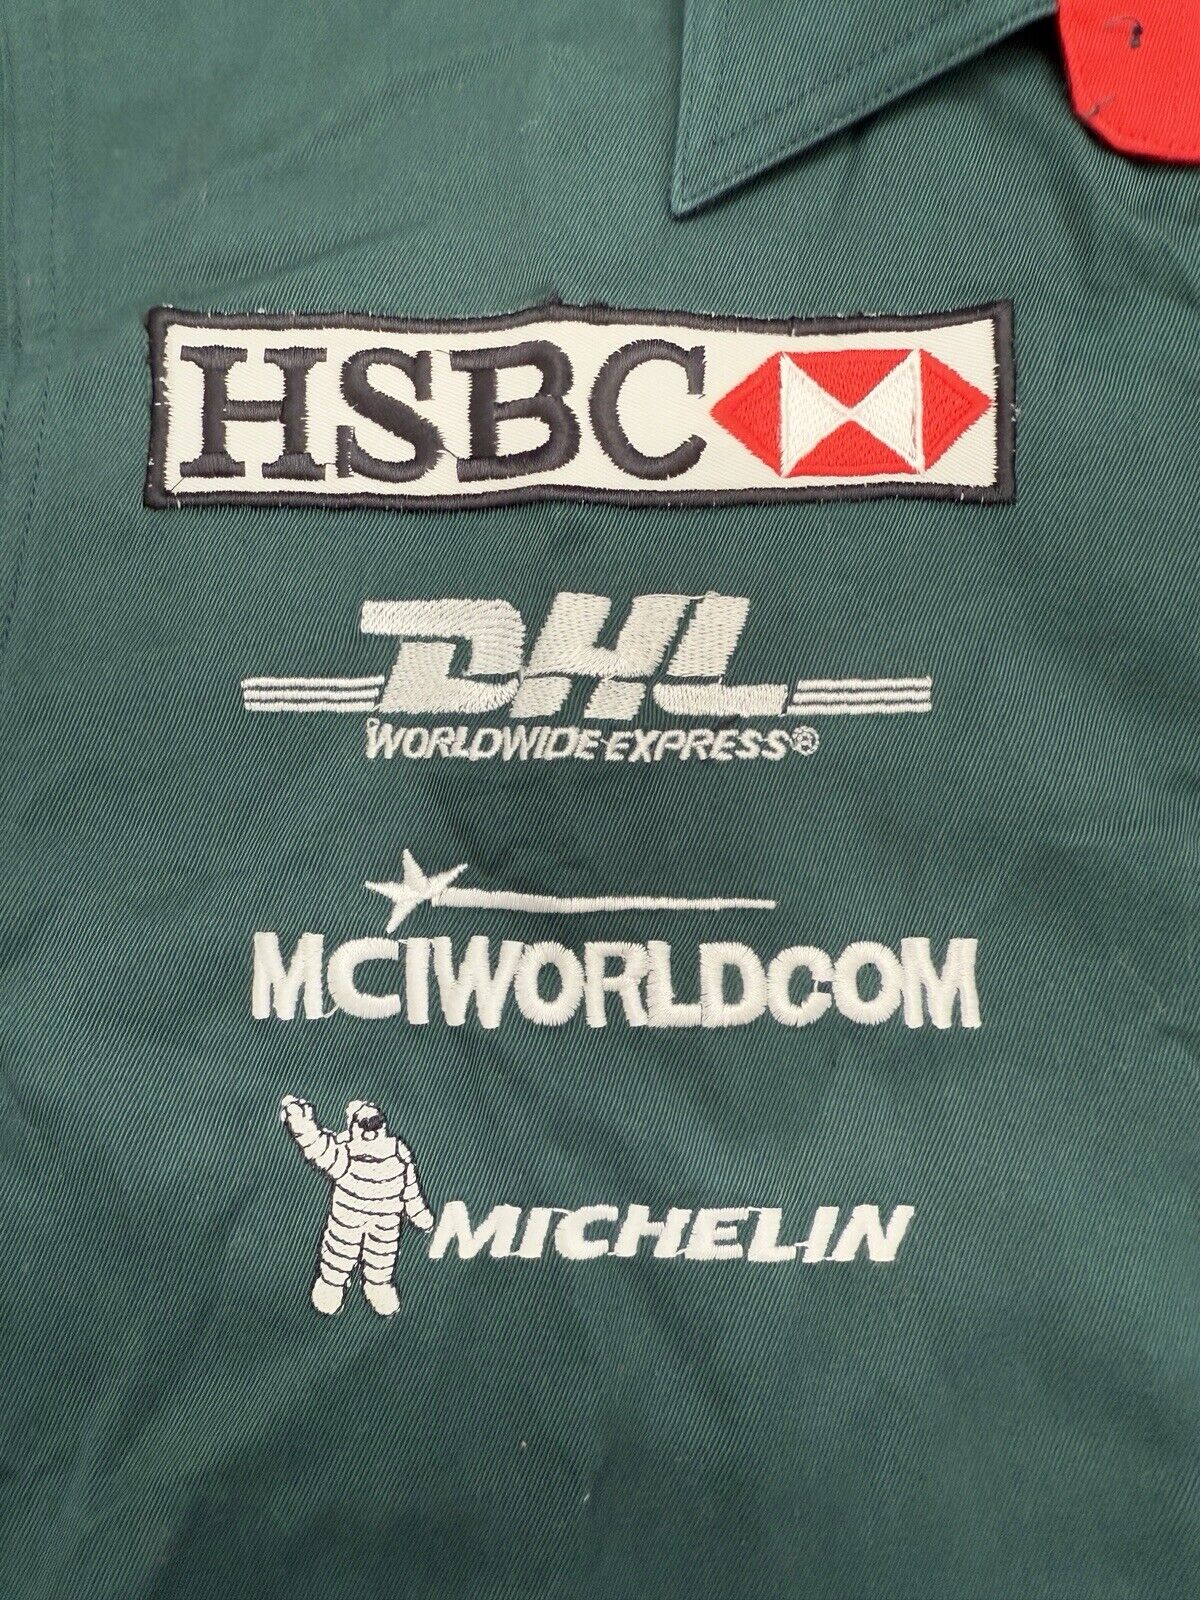 HSBC
DHL
WORLDWIDE EXPRESS®
MCIWORLDCOM
MICHELIN